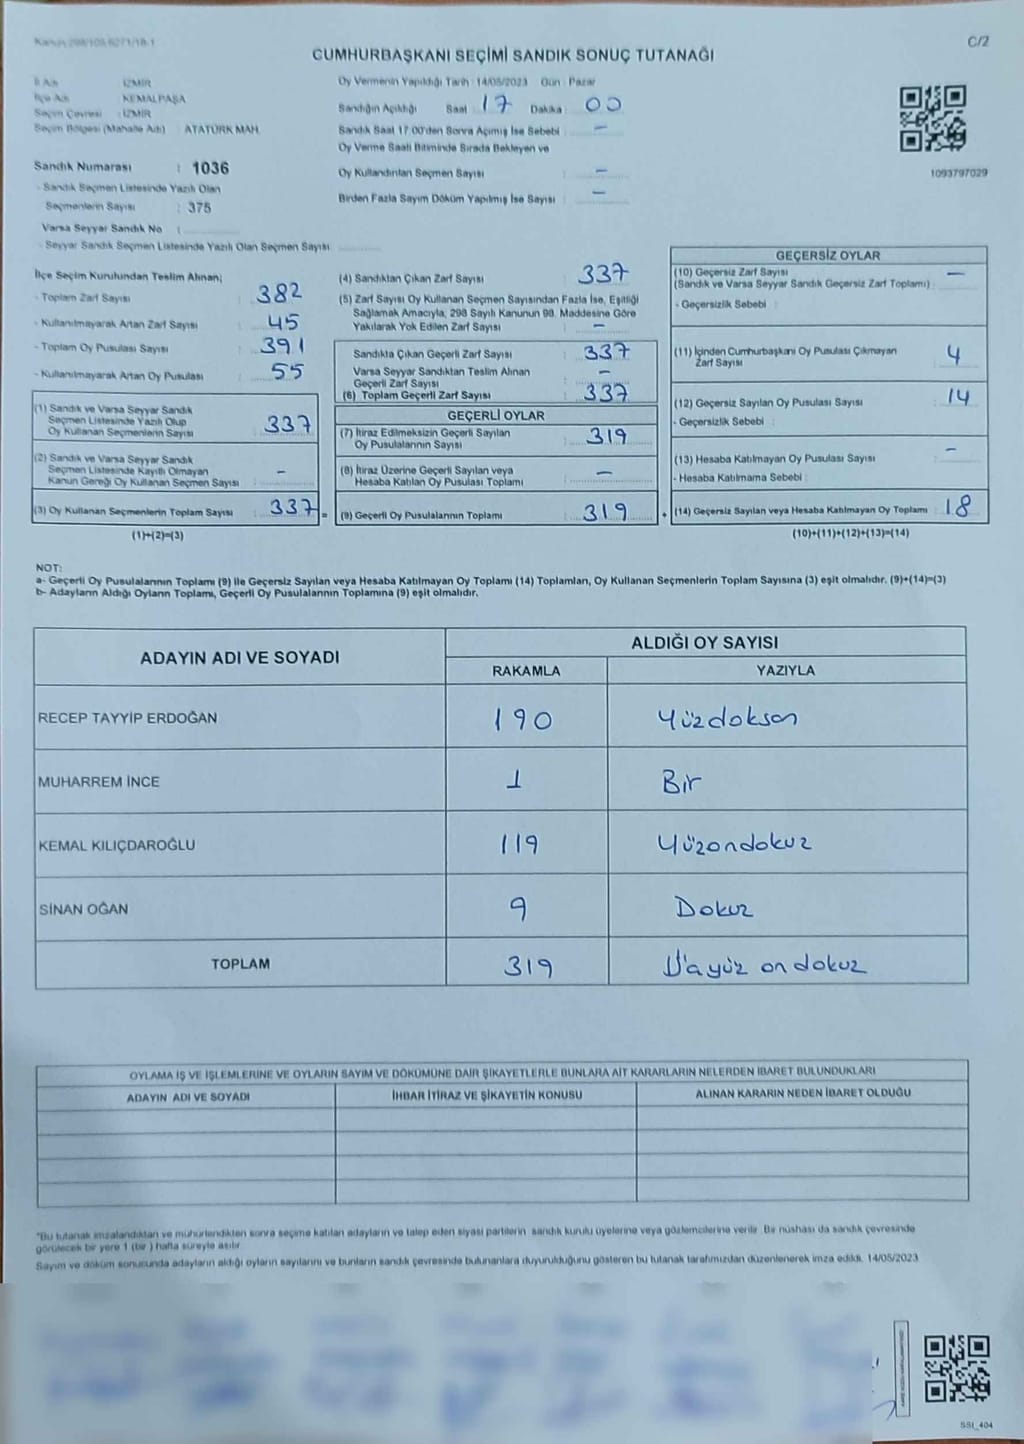 Kanun 298/105-6271/18-1
C/2
CUMHURBAŞKANI SEÇİMİ SANDIK SONUÇ TUTANAĞI
İl Adı : İZMİR
İlçe Adı : KEMALPAŞA
Seçim Çevresi : İZMİR
Seçim Bölgesi (Mahalle Adı) : ATATÜRK MAH.
Sandık Numarası : 1036
- Sandık Seçmen Listesinde Yazılı Olan
Seçmenlerin Sayısı : 375
Varsa Seyyar Sandık No :
- Seyyar Sandık Seçmen Listesinde Yazılı Olan Seçmen Sayısı
Oy Vermenin Yapıldığı Tarih : 14/05/2023 Gün : Pazar
Sandığın Açıldığı Saat : 17 Dakika : 00
Sandık Saat 17:00'den Sonra Açımış İse Sebebi : -
Oy Verme Saati Bitiminde Sırada Bekleyen ve
Oy Kullandırılan Seçmen Sayısı : -
Birden Fazla Sayım Döküm Yapılmış İse Sayısı : -
1093797029
İlçe Seçim Kurulundan Teslim Alınan;
- Toplam Zarf Sayısı : 382
- Kullanılmayarak Artan Zarf Sayısı : 45
- Toplam Oy Pusulası Sayısı : 391
- Kullanılmayarak Artan Oy Pusulası : 55
(1) Sandık ve Varsa Seyyar Sandık
Seçmen Listesinde Yazılı Olup
Oy Kullanan Seçmenlerin Sayısı : 337
(2) Sandık ve Varsa Seyyar Sandık
Seçmen Listesinde Kayıtlı Olmayan
Kanun Gereği Oy Kullanan Seçmen Sayısı : -
(3) Oy Kullanan Seçmenlerin Toplam Sayısı : 337 =
(1)+(2)=(3)
(4) Sandıktan Çıkan Zarf Sayısı : 337
(5) Zarf Sayısı Oy Kullanan Seçmen Sayısından Fazla İse, Eşitliği
Sağlamak Amacıyla, 298 Sayılı Kanunun 98. Maddesine Göre
Yakılarak Yok Edilen Zarf Sayısı : -
Sandıkta Çıkan Geçerli Zarf Sayısı : 337
Varsa Seyyar Sandıktan Teslim Alınan
Geçerli Zarf Sayısı : -
(6) Toplam Geçerli Zarf Sayısı : 337
GEÇERLİ OYLAR
(7) İtiraz Edilmeksizin Geçerli Sayılan
Oy Pusulalarının Sayısı : 319
(8) İtiraz Üzerine Geçerli Sayılan veya
Hesaba Katılan Oy Pusulası Toplamı : -
(9) Geçerli Oy Pusulalarının Toplamı : 319 +
GEÇERSİZ OYLAR
(10) Geçersiz Zarf Sayısı
(Sandık ve Varsa Seyyar Sandık Geçersiz Zarf Toplamı) : -
- Geçersizlik Sebebi :
(11) İçinden Cumhurbaşkanı Oy Pusulası Çıkmayan
Zarf Sayısı : 4
(12) Geçersiz Sayılan Oy Pusulası Sayısı : 14
- Geçersizlik Sebebi :
(13) Hesaba Katılmayan Oy Pusulası Sayısı : -
- Hesaba Katılmama Sebebi :
(14) Geçersiz Sayılan veya Hesaba Katılmayan Oy Toplamı : 18
(10)+(11)+(12)+(13)=(14)
NOT:
a- Geçerli Oy Pusulalarının Toplamı (9) ile Geçersiz Sayılan veya Hesaba Katılmayan Oy Toplamı (14) Toplamları, Oy Kullanan Seçmenlerin Toplam Sayısına (3) eşit olmalıdır. (9)+(14)=(3)
b- Adayların Aldığı Oyların Toplamı, Geçerli Oy Pusulalarının Toplamına (9) eşit olmalıdır.
ADAYIN ADI VE SOYADI
ALDIĞI OY SAYISI
RAKAMLA YAZIYLA
RECEP TAYYİP ERDOĞAN 190 Yüzdoksan
MUHARREM İNCE 1 Bir
KEMAL KILIÇDAROĞLU 119 Yüzondokuz
SİNAN OĞAN 9 Dokuz
TOPLAM 319 Üçyüz on dokuz
OYLAMA İŞ VE İŞLEMLERİNE VE OYLARIN SAYIM VE DÖKÜMÜNE DAİR ŞİKAYETLERLE BUNLARA AİT KARARLARIN NELERDEN İBARET BULUNDUKLARI
ADAYIN ADI VE SOYADI İHBAR İTİRAZ VE ŞİKAYETİN KONUSU ALINAN KARARIN NEDEN İBARET OLDUĞU
"Bu tutanak imzalandıktan ve mühürlendikten sonra seçime katılan adayların ve talep eden siyasi partilerin sandık kurulu üyelerine veya gözlemcilerine verilir. Bir nüshası da sandık çevresinde
görülecek bir yere 1 (bir) hafta süreyle asılır.
Sayım ve döküm sonucunda adayların aldığı oyların sayılarını ve bunların sandık çevresinde bulunanlara duyurulduğunu gösteren bu tutanak tarafımızdan düzenlenerek imza edildi. 14/05/2023
SSI_404